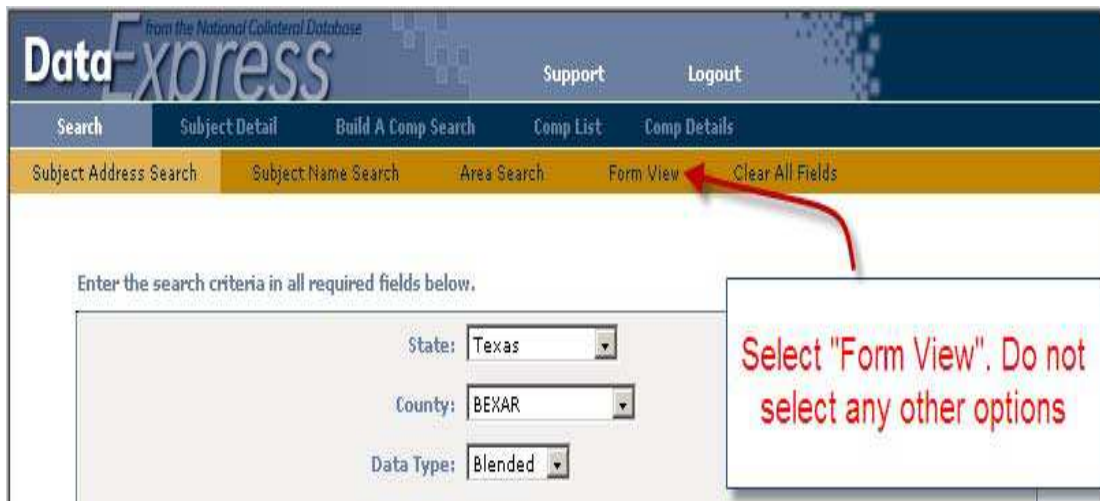 from the National Collateral Database
DataExpress
Support Logout
Search Subject Detail Build A Comp Search Comp List Comp Details
Subject Address Search Subject Name Search Area Search Form View Clear All Fields
Enter the search criteria in all required fields below.
State: Texas
County: BEXAR
Data Type: Blended
Select "Form View". Do not
select any other options